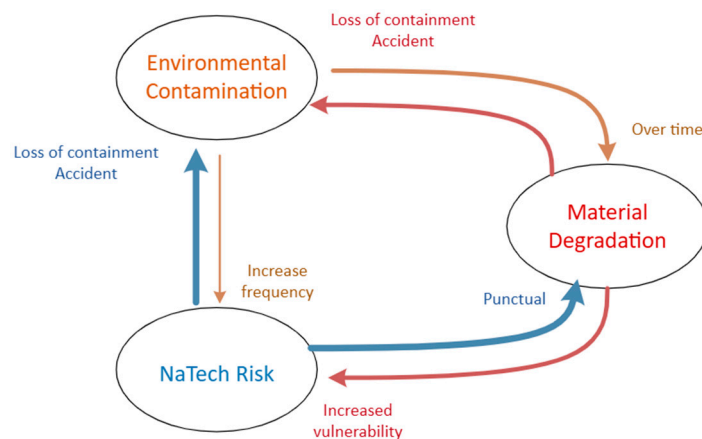 Loss of containment
Accident
Environmental
Contamination
Over time
Loss of containment
Accident
Material
Degradation
Increase
frequency
Punctual
NaTech Risk
Increased
vulnerability